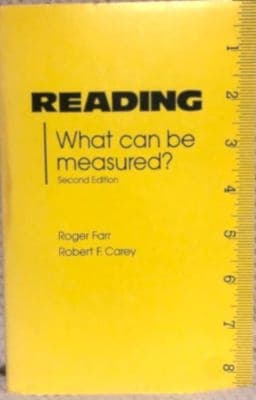 READING
What can be
measured?
Second Edition
Roger Farr
Robert F. Carey
1
2
3
4
5
6
7
8